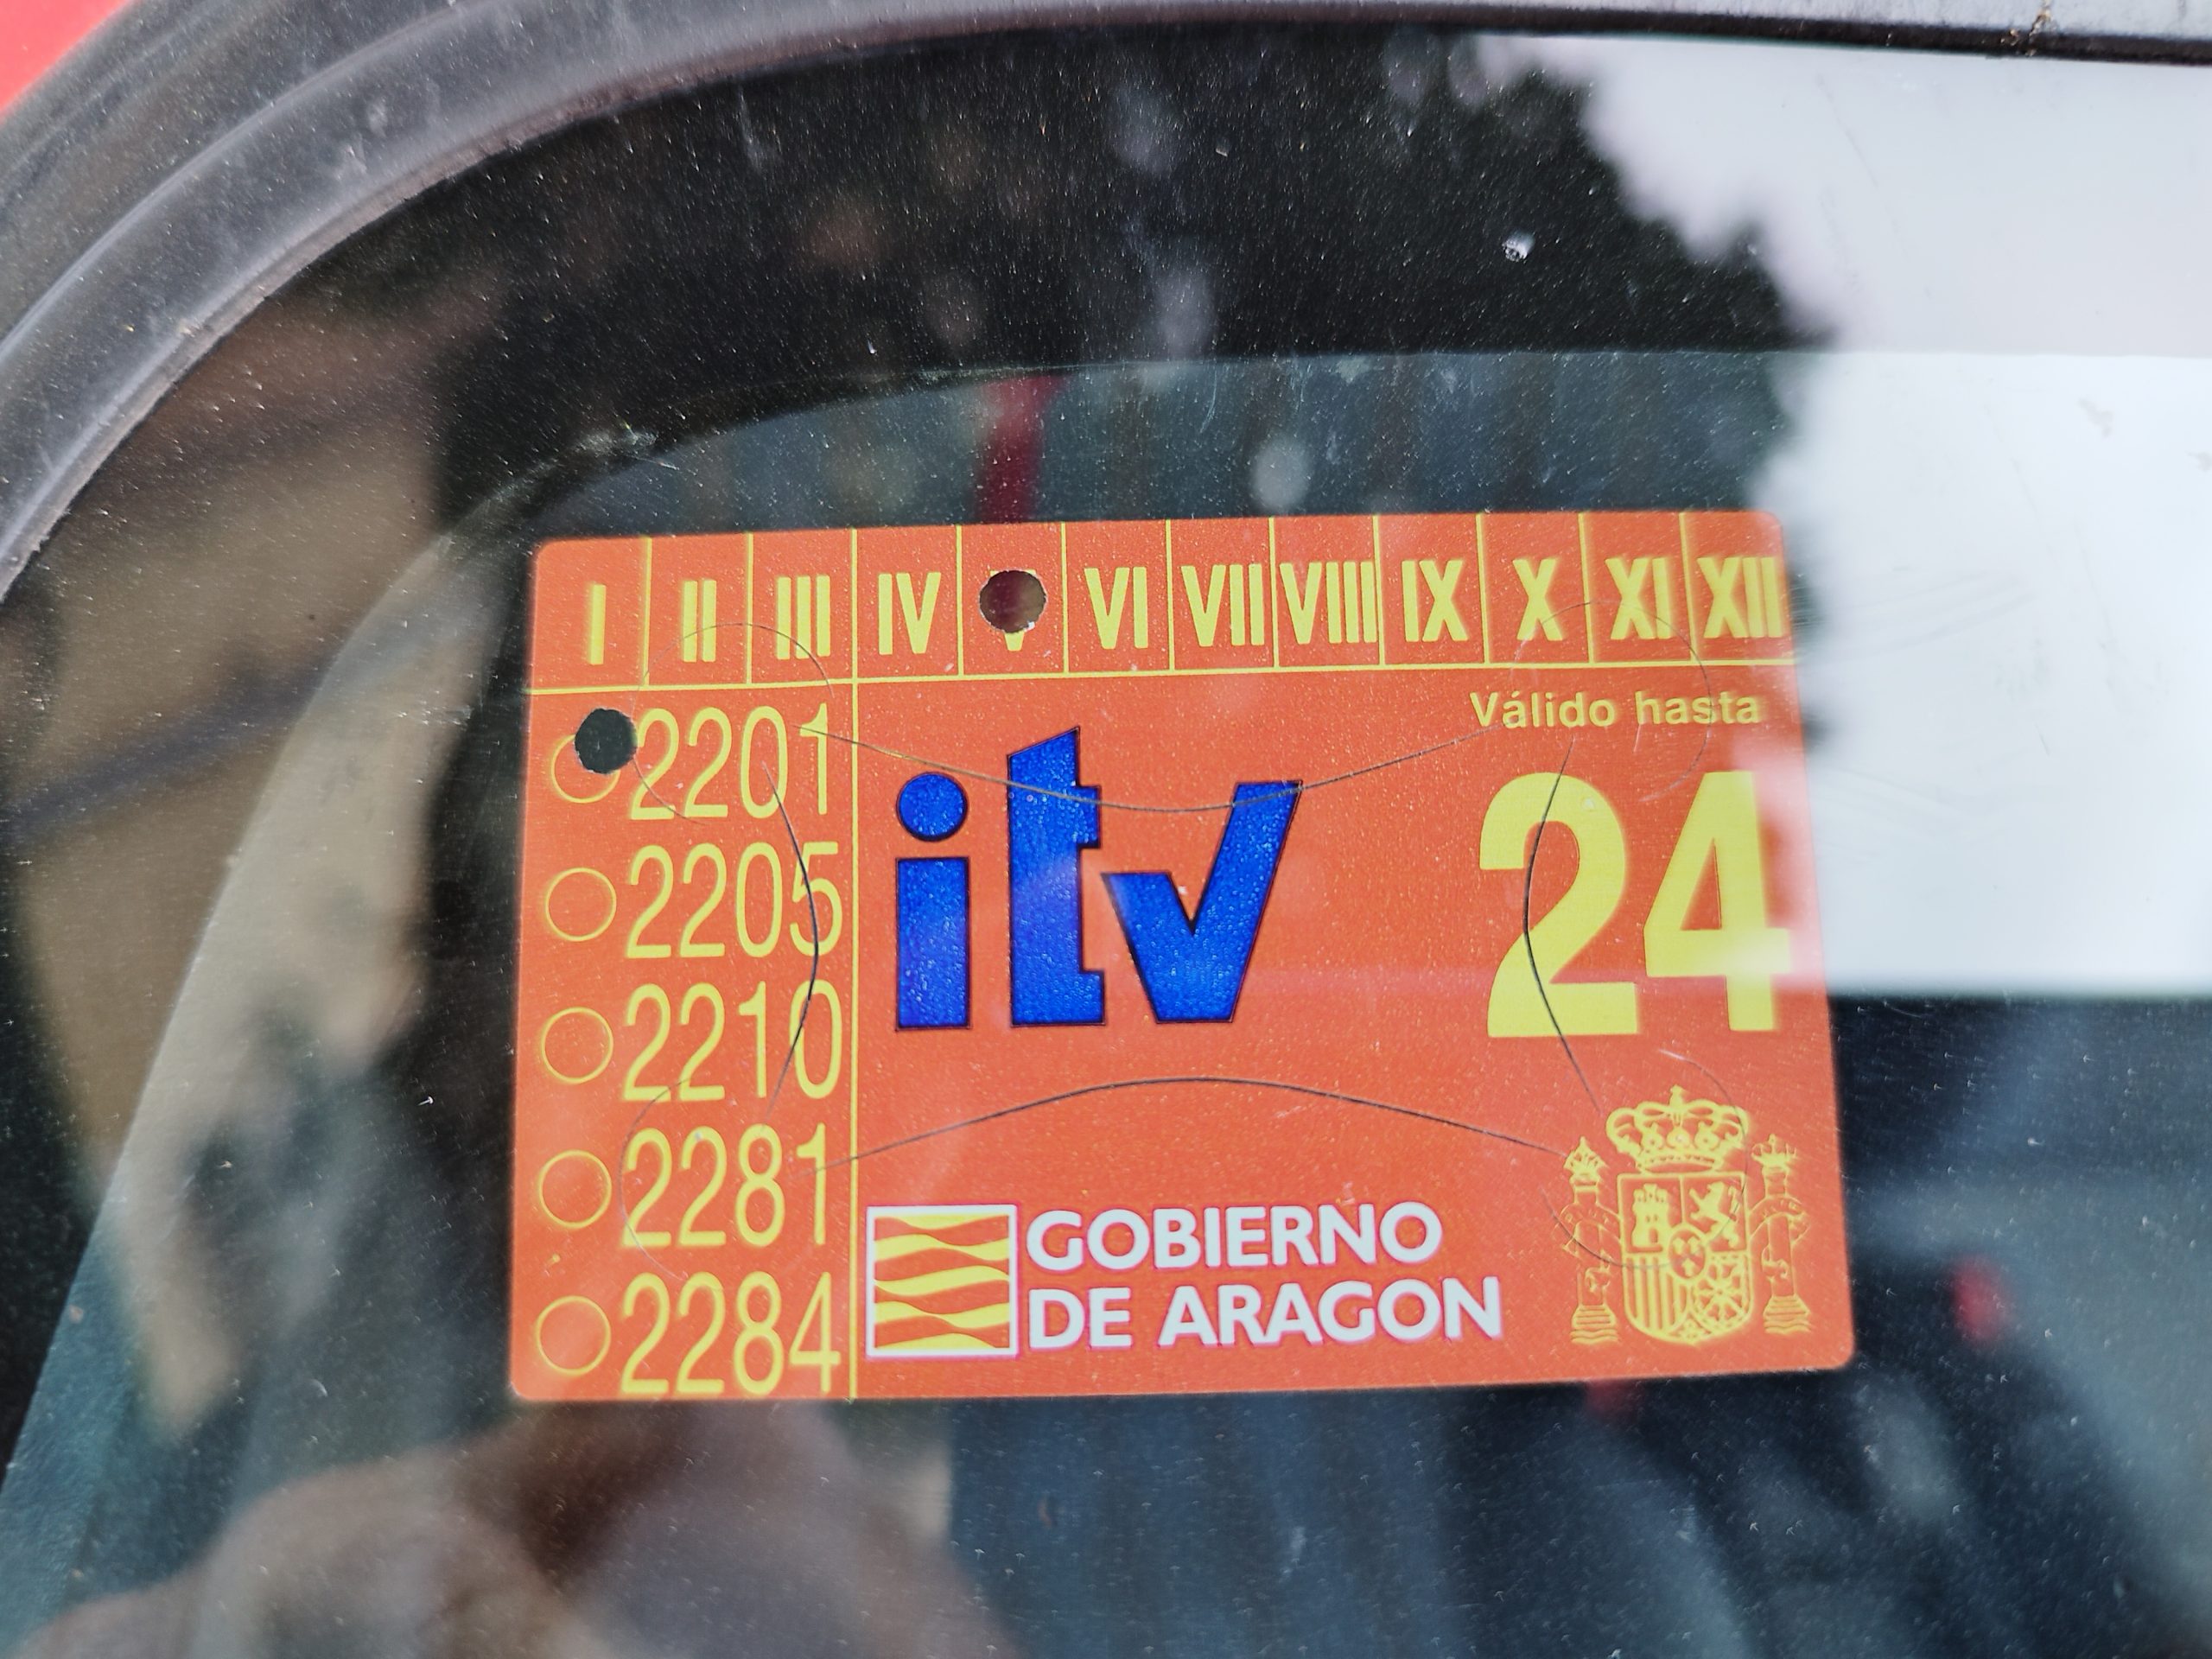 I II III IV V VI VII VIII IX X XI XII
Válido hasta
2201
2205
2210
2281
2284
itv
24
GOBIERNO
DE ARAGON